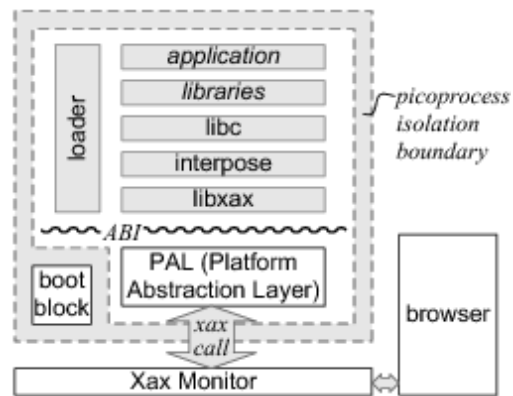 application
libraries
libc
interpose
libxax
loader
picoprocess
isolation
boundary
ABI
PAL (Platform
Abstraction Layer)
boot
block
browser
xax
call
Xax Monitor